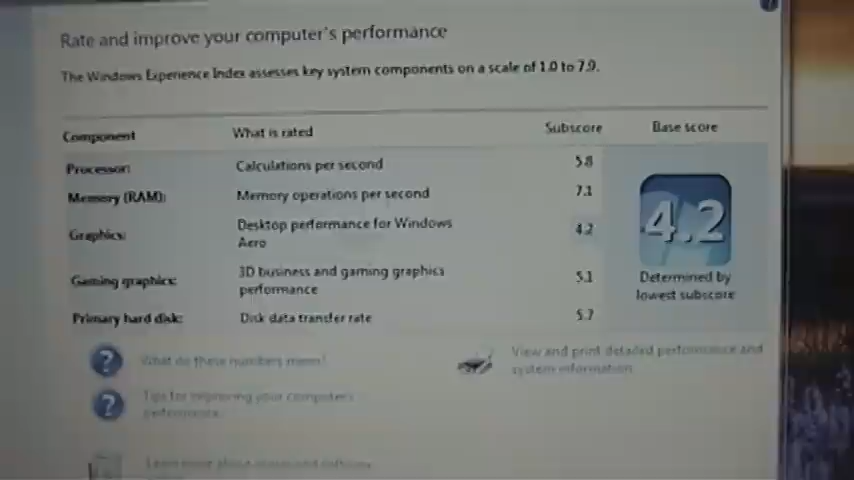 Rate and improve your computer's performance
The Windows Experience Index assesses key system components on a scale of 1.0 to 7.9.
Component What is rated Subscore Base score
Processor: Calculations per second 5.8
Memory (RAM): Memory operations per second 7.1
Graphics: Desktop performance for Windows
Aero 4.2
4.2
Gaming graphics: 3D business and gaming graphics
performance 5.1
Determined by
lowest subscore
Primary hard disk: Disk data transfer rate 5.7
What do these numbers mean?
View and print detailed performance and
system information
Tips for improving your computer's
performance.